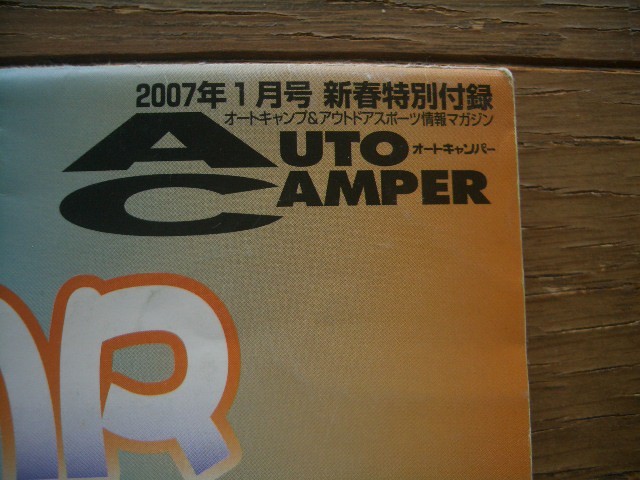 2007年1月号 新春特別付録
オートキャンプ&アウトドアスポーツ情報マガジン
AUTO オートキャンパー
CAMPER
AR